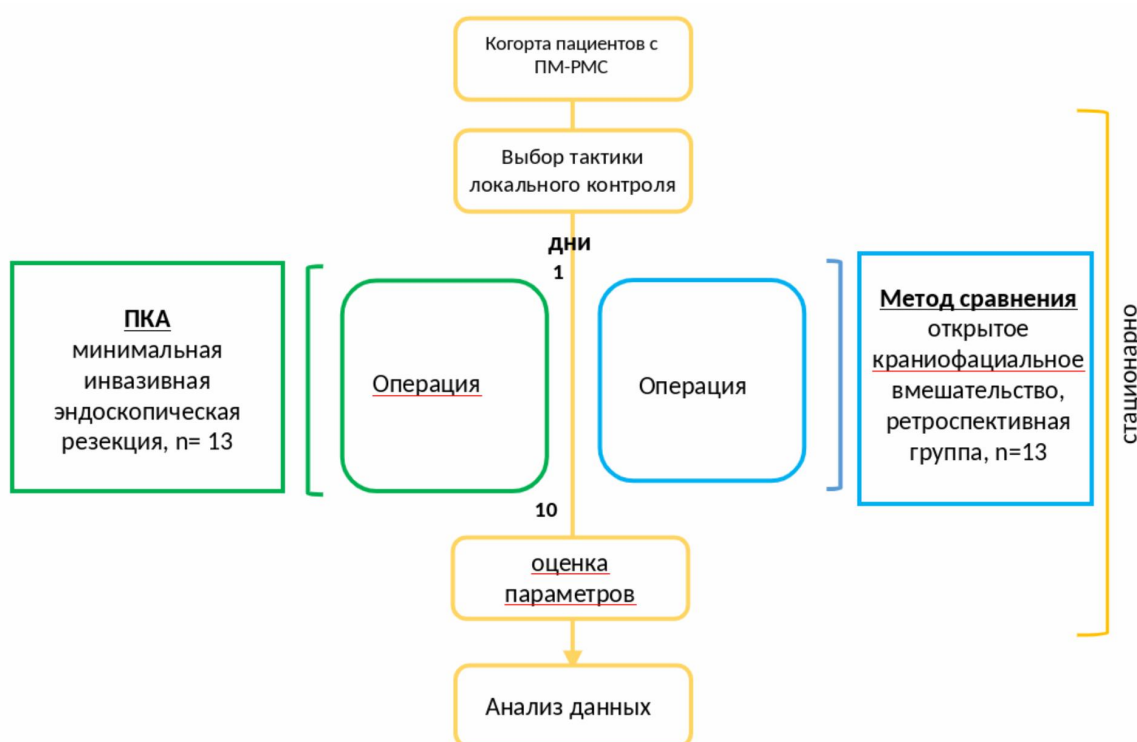 Когорта пациентов с
ПМ-РМС
Выбор тактики
локального контроля
дни
1
ПКА
минимальная
инвазивная
эндоскопическая
резекция, n= 13
Операция
Операция
Метод сравнения
открытое
краниофациальное
вмешательство,
ретроспективная
группа, n=13
стационарно
10
оценка
параметров
Анализ данных